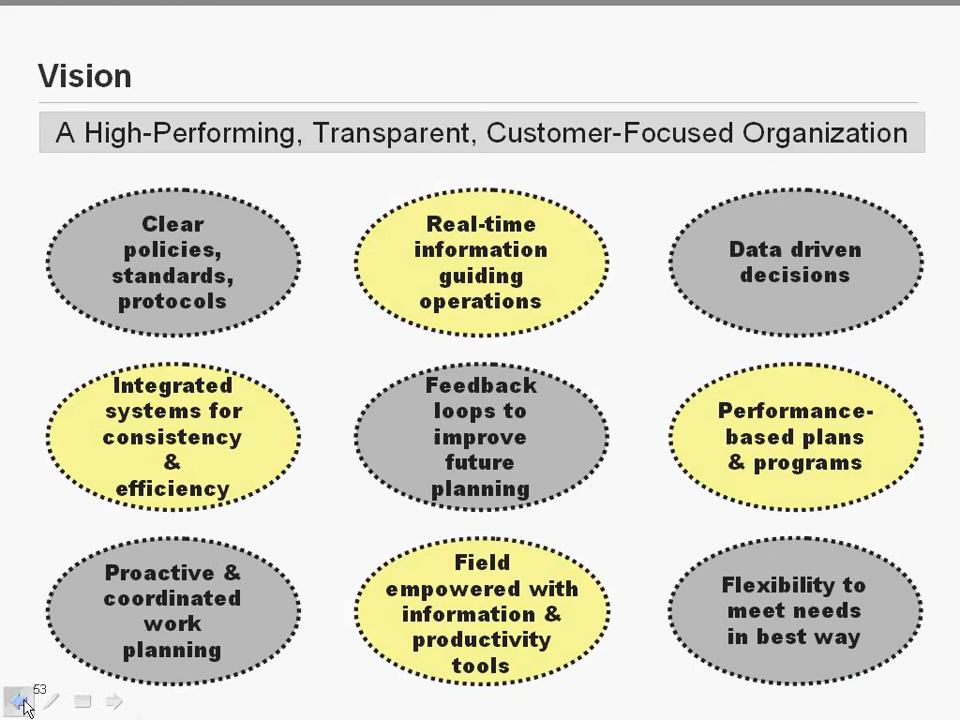 Vision
A High-Performing, Transparent, Customer-Focused Organization
Clear
policies,
standards,
protocols
Real-time
information
guiding
operations
Data driven
decisions
Integrated
systems for
consistency
&
efficiency
Feedback
loops to
improve
future
planning
Performance-
based plans
& programs
Proactive &
coordinated
work
planning
Field
empowered with
information &
productivity
tools
Flexibility to
meet needs
in best way
53